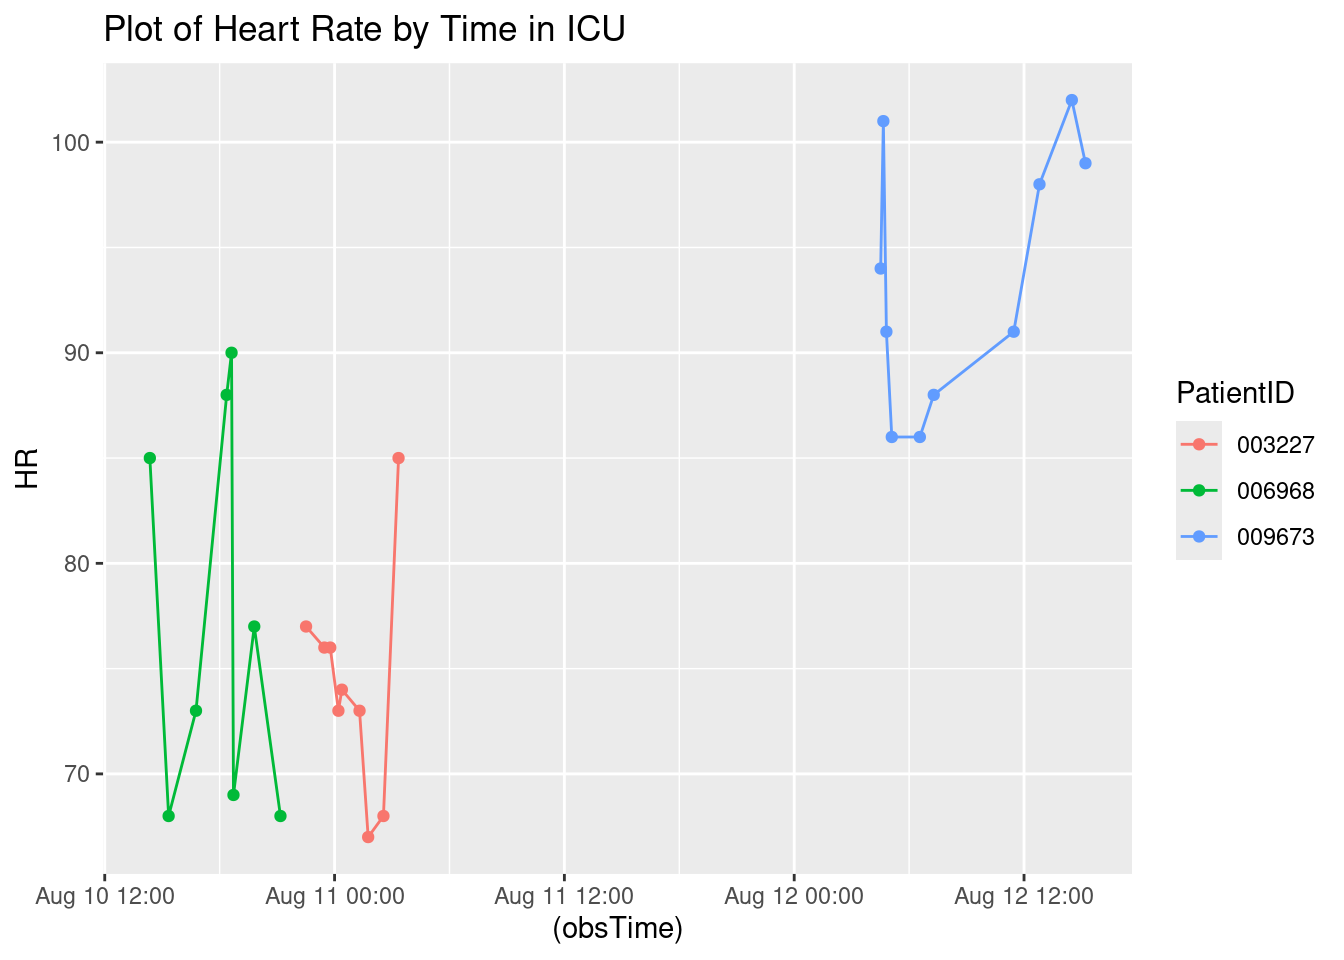 Plot of Heart Rate by Time in ICU
100
90
80
70
HR
Aug 10 12:00 Aug 11 00:00 Aug 11 12:00 Aug 12 00:00 Aug 12 12:00
(obsTime)
PatientID
003227
006968
009673